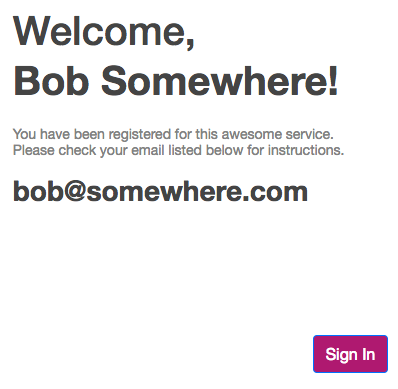 Welcome,
Bob Somewhere!
You have been registered for this awesome service.
Please check your email listed below for instructions.
bob@somewhere.com
Sign In